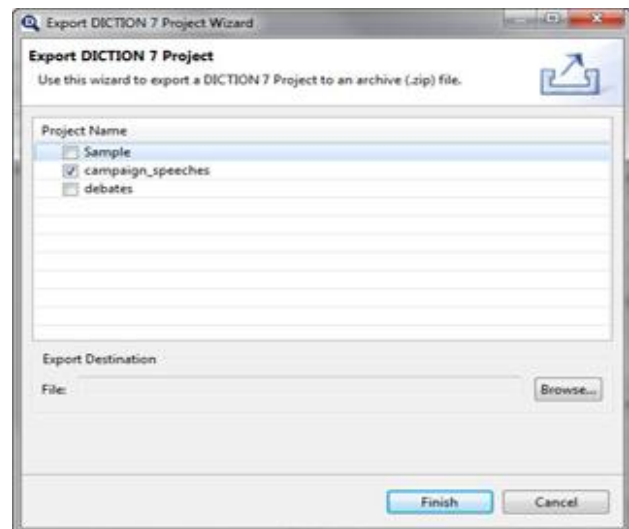 Export DICTION 7 Project Wizard
Export DICTION 7 Project
Use this wizard to export a DICTION 7 Project to an archive (.zip) file.
Project Name
Sample
campaign_speeches
debates
Export Destination
File:
Browse...
Finish
Cancel